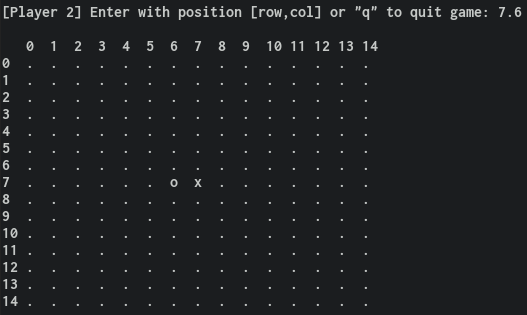 [Player 2] Enter with position [row,col] or "q" to quit game: 7.6
0 1 2 3 4 5 6 7 8 9 10 11 12 13 14
0 . . . . . . . . . . . . . . .
1 . . . . . . . . . . . . . . .
2 . . . . . . . . . . . . . . .
3 . . . . . . . . . . . . . . .
4 . . . . . . . . . . . . . . .
5 . . . . . . . . . . . . . . .
6 . . . . . . . . . . . . . . .
7 . . . . . . o x . . . . . . .
8 . . . . . . . . . . . . . . .
9 . . . . . . . . . . . . . . .
10 . . . . . . . . . . . . . . .
11 . . . . . . . . . . . . . . .
12 . . . . . . . . . . . . . . .
13 . . . . . . . . . . . . . . .
14 . . . . . . . . . . . . . . .